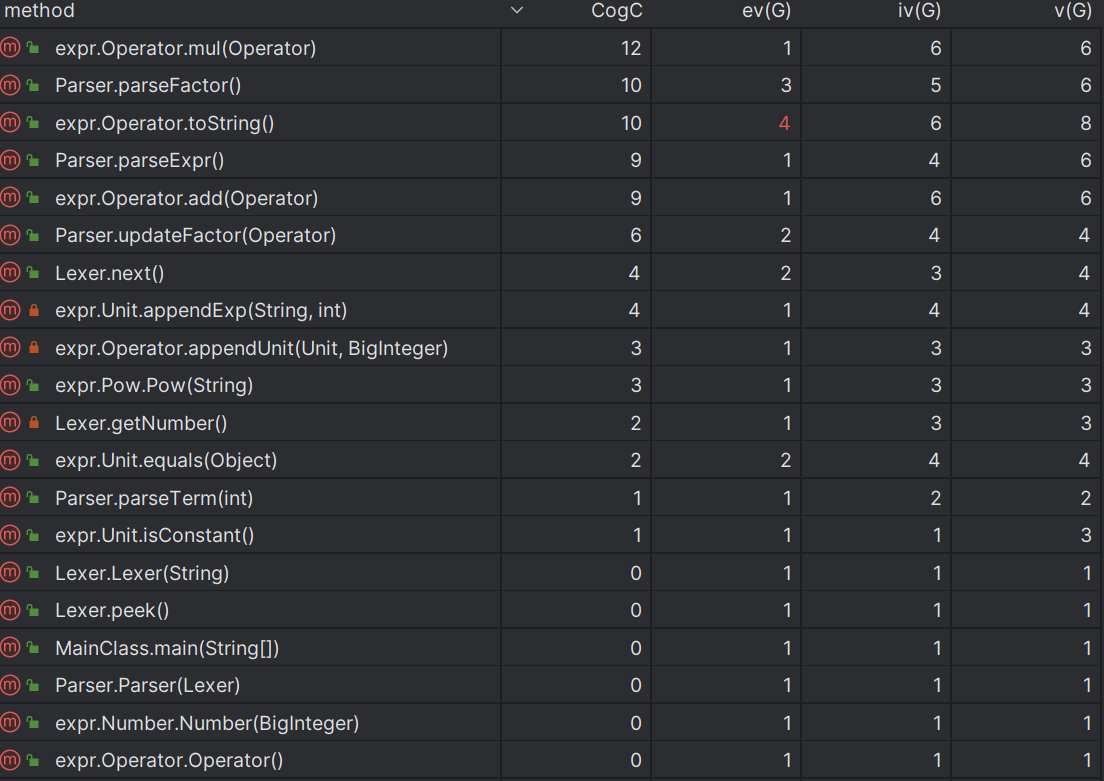 method CogC ev(G) iv(G) v(G)
expr.Operator.mul(Operator) 12 1 6 6
Parser.parseFactor() 10 3 5 6
expr.Operator.toString() 10 4 6 8
Parser.parseExpr() 9 1 4 6
expr.Operator.add(Operator) 9 1 6 6
Parser.updateFactor(Operator) 6 2 4 4
Lexer.next() 4 2 3 4
expr.Unit.appendExp(String, int) 4 1 4 4
expr.Operator.appendUnit(Unit, BigInteger) 3 1 3 3
expr.Pow.Pow(String) 3 1 3 3
Lexer.getNumber() 2 1 3 3
expr.Unit.equals(Object) 2 2 4 4
Parser.parseTerm(int) 1 1 2 2
expr.Unit.isConstant() 1 1 1 3
Lexer.Lexer(String) 0 1 1 1
Lexer.peek() 0 1 1 1
MainClass.main(String[]) 0 1 1 1
Parser.Parser(Lexer) 0 1 1 1
expr.Number.Number(BigInteger) 0 1 1 1
expr.Operator.Operator() 0 1 1 1